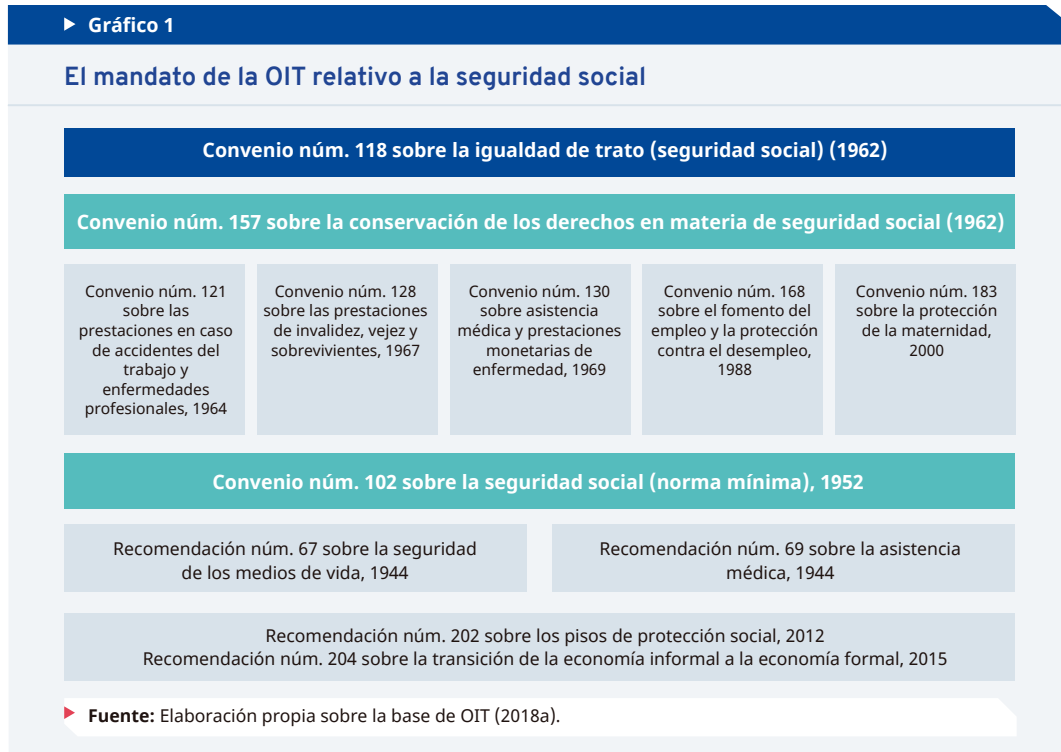 Gráfico 1
El mandato de la OIT relativo a la seguridad social
Convenio núm. 118 sobre la igualdad de trato (seguridad social) (1962)
Convenio núm. 157 sobre la conservación de los derechos en materia de seguridad social (1962)
Convenio núm. 121
sobre las
prestaciones en caso
de accidentes del
trabajo y
enfermedades
profesionales, 1964
Convenio núm. 128
sobre las prestaciones
de invalidez, vejez y
sobrevivientes, 1967
Convenio núm. 130
sobre asistencia
médica y prestaciones
monetarias de
enfermedad, 1969
Convenio núm. 168
sobre el fomento del
empleo y la protección
contra el desempleo,
1988
Convenio núm. 183
sobre la protección
de la maternidad,
2000
Convenio núm. 102 sobre la seguridad social (norma mínima), 1952
Recomendación núm. 67 sobre la seguridad
de los medios de vida, 1944
Recomendación núm. 69 sobre la asistencia
médica, 1944
Recomendación núm. 202 sobre los pisos de protección social, 2012
Recomendación núm. 204 sobre la transición de la economía informal a la economía formal, 2015
Fuente: Elaboración propia sobre la base de OIT (2018a).